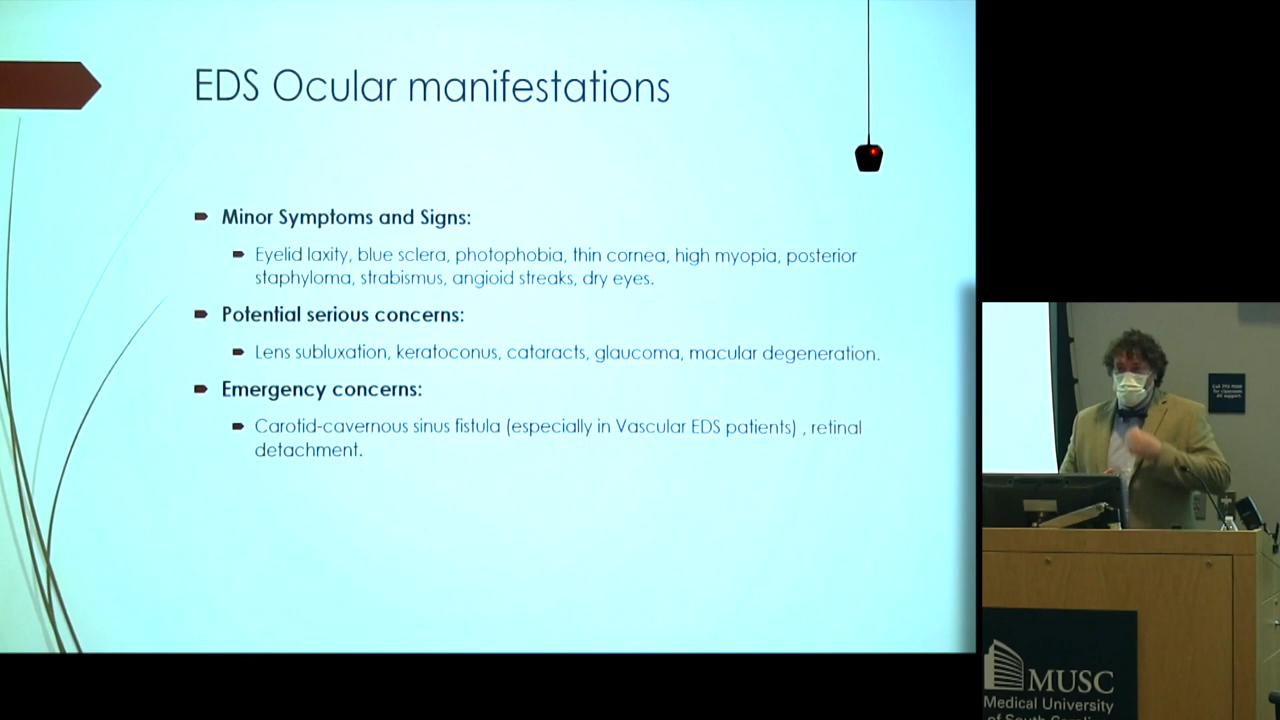 EDS Ocular manifestations
Minor Symptoms and Signs:
Eyelid laxity, blue sclera, photophobia, thin cornea, high myopia, posterior
staphyloma, strabismus, angioid streaks, dry eyes.
Potential serious concerns:
Lens subluxation, keratoconus, cataracts, glaucoma, macular degeneration.
Emergency concerns:
Carotid-cavernous sinus fistula (especially in Vascular EDS patients) , retinal
detachment.
MUSC
Medical University
of South